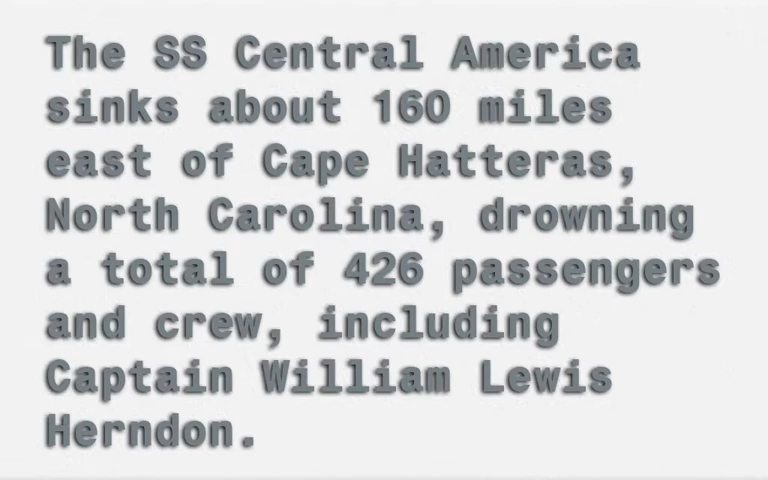 The SS Central America
sinks about 160 miles
east of Cape Hatteras,
North Carolina, drowning
a total of 426 passengers
and crew, including
Captain William Lewis
Herndon.